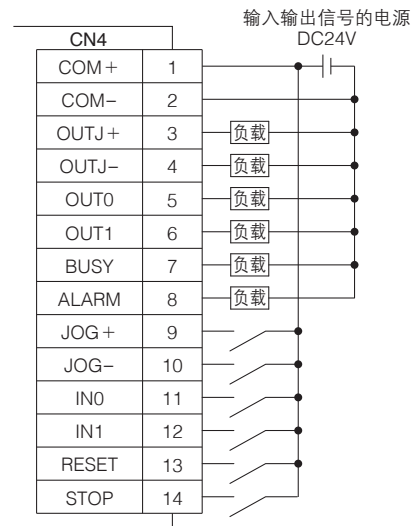 输入输出信号的电源
DC24V
CN4
COM+ 1
COM- 2
OUTJ+ 3 负载
OUTJ- 4 负载
OUT0 5 负载
OUT1 6 负载
BUSY 7 负载
ALARM 8 负载
JOG+ 9
JOG- 10
IN0 11
IN1 12
RESET 13
STOP 14